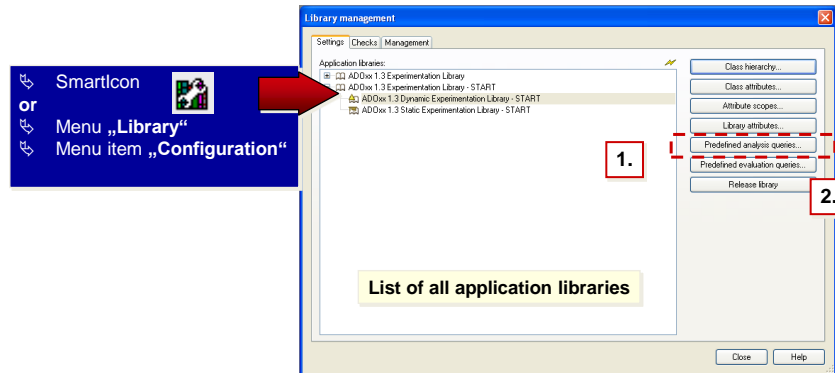 Library management
Settings Checks Management
Application libraries:
ADOxx 1.3 Experimentation Library
ADOxx 1.3 Experimentation Library - START
ADOxx 1.3 Dynamic Experimentation Library - START
ADOxx 1.3 Static Experimentation Library - START
Class hierarchy...
Class attributes...
Attribute scopes...
Library attributes...
Predefined analysis queries...
Predefined evaluation queries...
Release library
SmartIcon
or
Menu „Library“
Menu item „Configuration“
1.
2.
List of all application libraries
Close Help